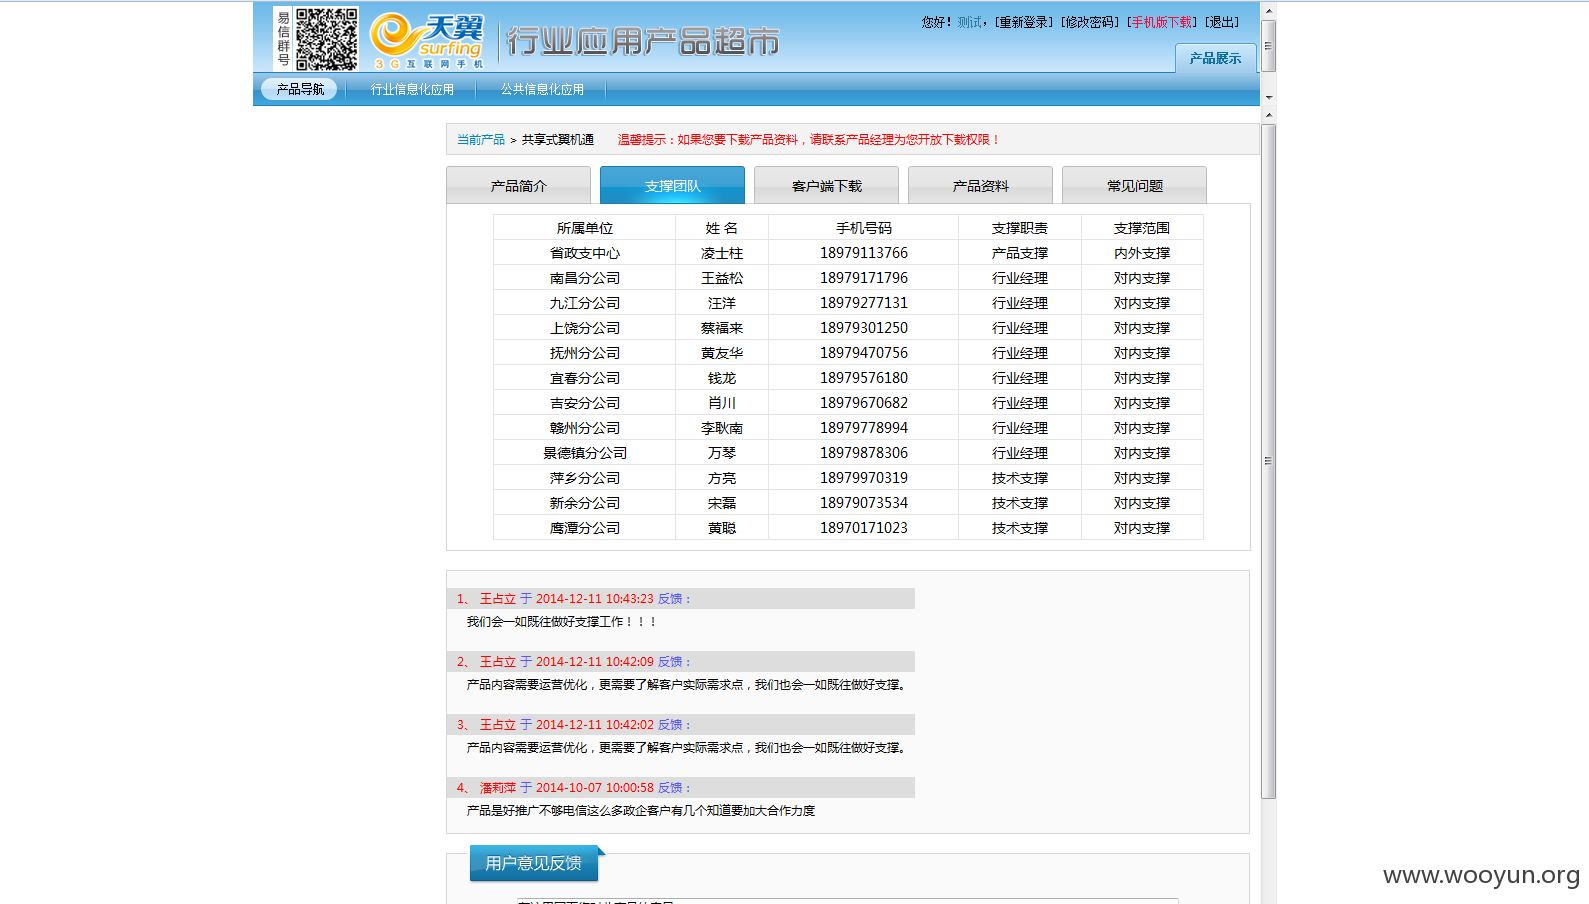 易信群号
天翼
e surfing
3G互联网手机
行业应用产品超市
您好！测试，[重新登录] [修改密码] [手机版下载] [退出]
产品展示
产品导航 行业信息化应用 公共信息化应用
当前产品 > 共享式翼机通 温馨提示：如果您要下载产品资料，请联系产品经理为您开放下载权限！
产品简介 支撑团队 客户端下载 产品资料 常见问题
所属单位 姓 名 手机号码 支撑职责 支撑范围
省政支中心 凌士柱 18979113766 产品支撑 内外支撑
南昌分公司 王益松 18979171796 行业经理 对内支撑
九江分公司 汪洋 18979277131 行业经理 对内支撑
上饶分公司 蔡福来 18979301250 行业经理 对内支撑
抚州分公司 黄友华 18979470756 行业经理 对内支撑
宜春分公司 钱龙 18979576180 行业经理 对内支撑
吉安分公司 肖川 18979670682 行业经理 对内支撑
赣州分公司 李耿南 18979778994 行业经理 对内支撑
景德镇分公司 万琴 18979878306 行业经理 对内支撑
萍乡分公司 方亮 18979970319 技术支撑 对内支撑
新余分公司 宋磊 18979073534 技术支撑 对内支撑
鹰潭分公司 黄聪 18970171023 技术支撑 对内支撑
1、 王占立 于 2014-12-11 10:43:23 反馈：
我们会一如既往做好支撑工作！！！
2、 王占立 于 2014-12-11 10:42:09 反馈：
产品内容需要运营优化，更需要了解客户实际需求点，我们也会一如既往做好支撑。
3、 王占立 于 2014-12-11 10:42:02 反馈：
产品内容需要运营优化，更需要了解客户实际需求点，我们也会一如既往做好支撑。
4、 潘莉萍 于 2014-10-07 10:00:58 反馈：
产品是好推广不够电信这么多政企客户有几个知道要加大合作力度
用户意见反馈
www.wooyun.org